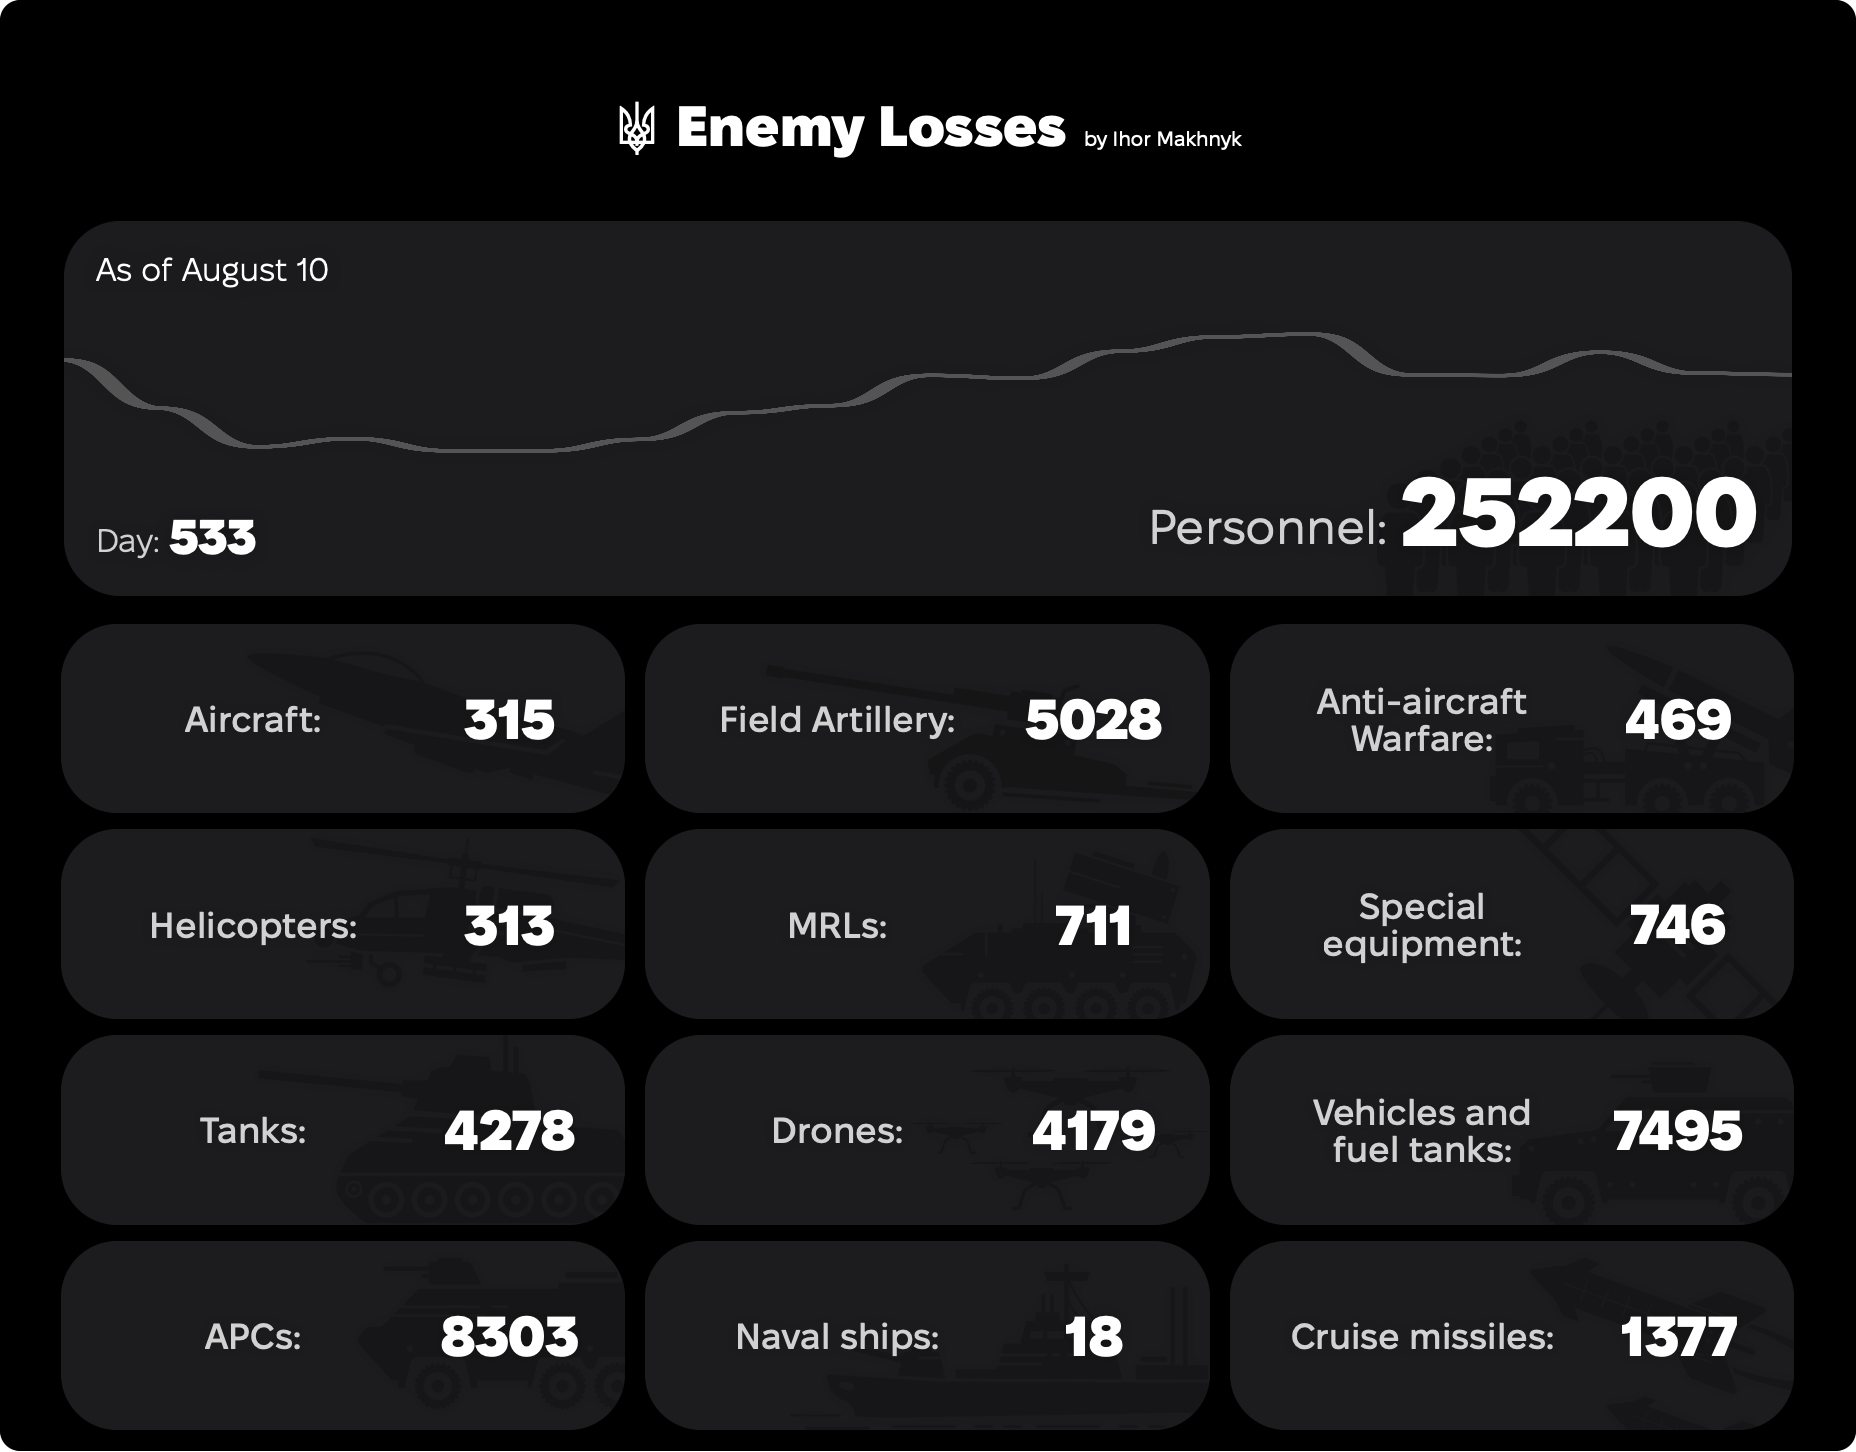 Enemy Losses by Ihor Makhnyk
As of August 10
Day: 533
Personnel: 252200
Aircraft: 315
Field Artillery: 5028
Anti-aircraft
Warfare: 469
Helicopters: 313
MRLs: 711
Special
equipment: 746
Tanks: 4278
Drones: 4179
Vehicles and
fuel tanks: 7495
APCs: 8303
Naval ships: 18
Cruise missiles: 1377